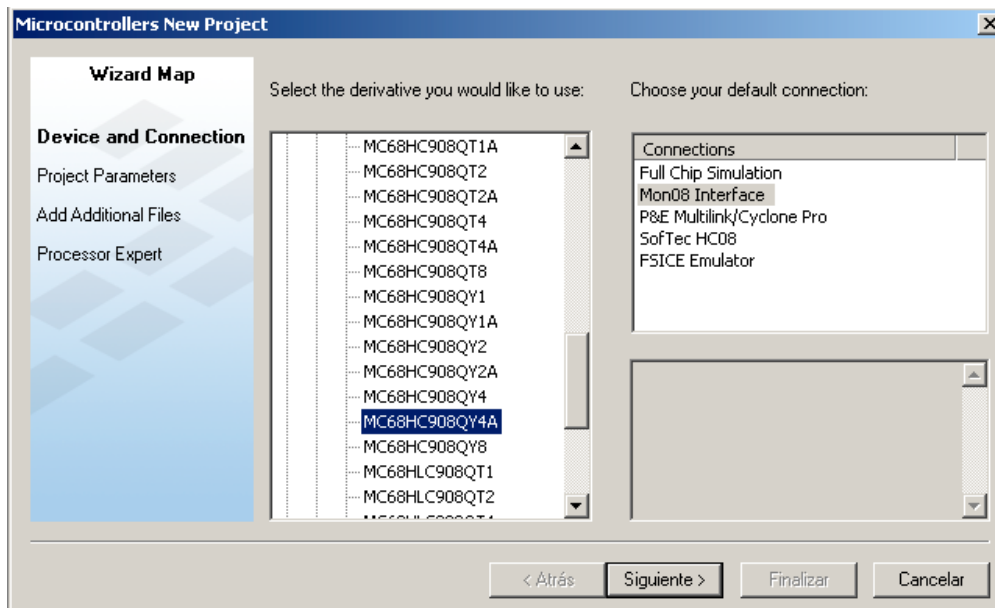 Microcontrollers New Project
Wizard Map
Device and Connection
Project Parameters
Add Additional Files
Processor Expert
Select the derivative you would like to use:
MC68HC908QT1A
MC68HC908QT2
MC68HC908QT2A
MC68HC908QT4
MC68HC908QT4A
MC68HC908QT8
MC68HC908QY1
MC68HC908QY1A
MC68HC908QY2
MC68HC908QY2A
MC68HC908QY4
MC68HC908QY4A
MC68HC908QY8
MC68HLC908QT1
MC68HLC908QT2
Choose your default connection:
Connections
Full Chip Simulation
Mon08 Interface
P&E Multilink/Cyclone Pro
SofTec HC08
FSICE Emulator
< Atrás
Siguiente >
Finalizar
Cancelar